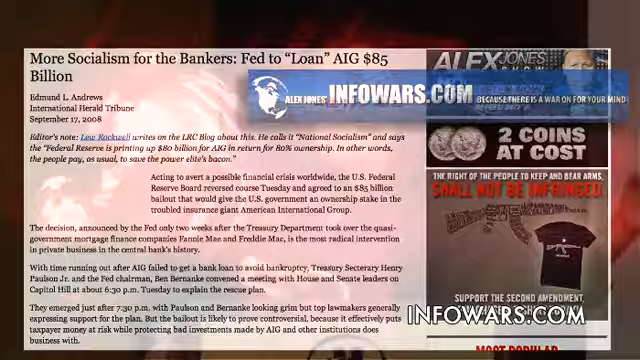 More Socialism for the Bankers: Fed to “Loan” AIG $85
Billion
Edmund L. Andrews
International Herald Tribune
September 17, 2008
Editor's note: Lew Rockwell writes on the LRC Blog about this. He calls it “National Socialism” and says
the “Federal Reserve is printing up $80 billion for AIG in return for 80% ownership. In other words,
the people pay, as usual, to save the power elite's bacon.”
Acting to avert a possible financial crisis worldwide, the U.S. Federal
Reserve Board reversed course Tuesday and agreed to an $85 billion
bailout that would give the U.S. government an ownership stake in the
troubled insurance giant American International Group.
The decision, announced by the Fed only two weeks after the Treasury Department took over the quasi-
government mortgage finance companies Fannie Mae and Freddie Mac, is the most radical intervention
in private business in the central bank's history.
With time running out after AIG failed to get a bank loan to avoid bankruptcy, Treasury Secterary Henry
Paulson Jr. and the Fed chairman, Ben Bernanke convened a meeting with House and Senate leaders on
Capitol Hill at about 6:30 p.m. Tuesday to explain the rescue plan.
They emerged just after 7:30 p.m. with Paulson and Bernanke looking grim but top lawmakers generally
expressing support for the plan. But the bailout is likely to prove controversial, because it effectively puts
taxpayer money at risk while protecting bad investments made by AIG and other institutions does
business with.
ALEX JONES
ALEX JONES' INFOWARS.COM BECAUSE THERE IS A WAR ON FOR YOUR MIND
2 COINS
AT COST
THE RIGHT OF THE PEOPLE TO KEEP AND BEAR ARMS,
SHALL NOT BE INFRINGED
SUPPORT THE SECOND AMENDMENT,
INFOWARS.COM
MOST POPULAR